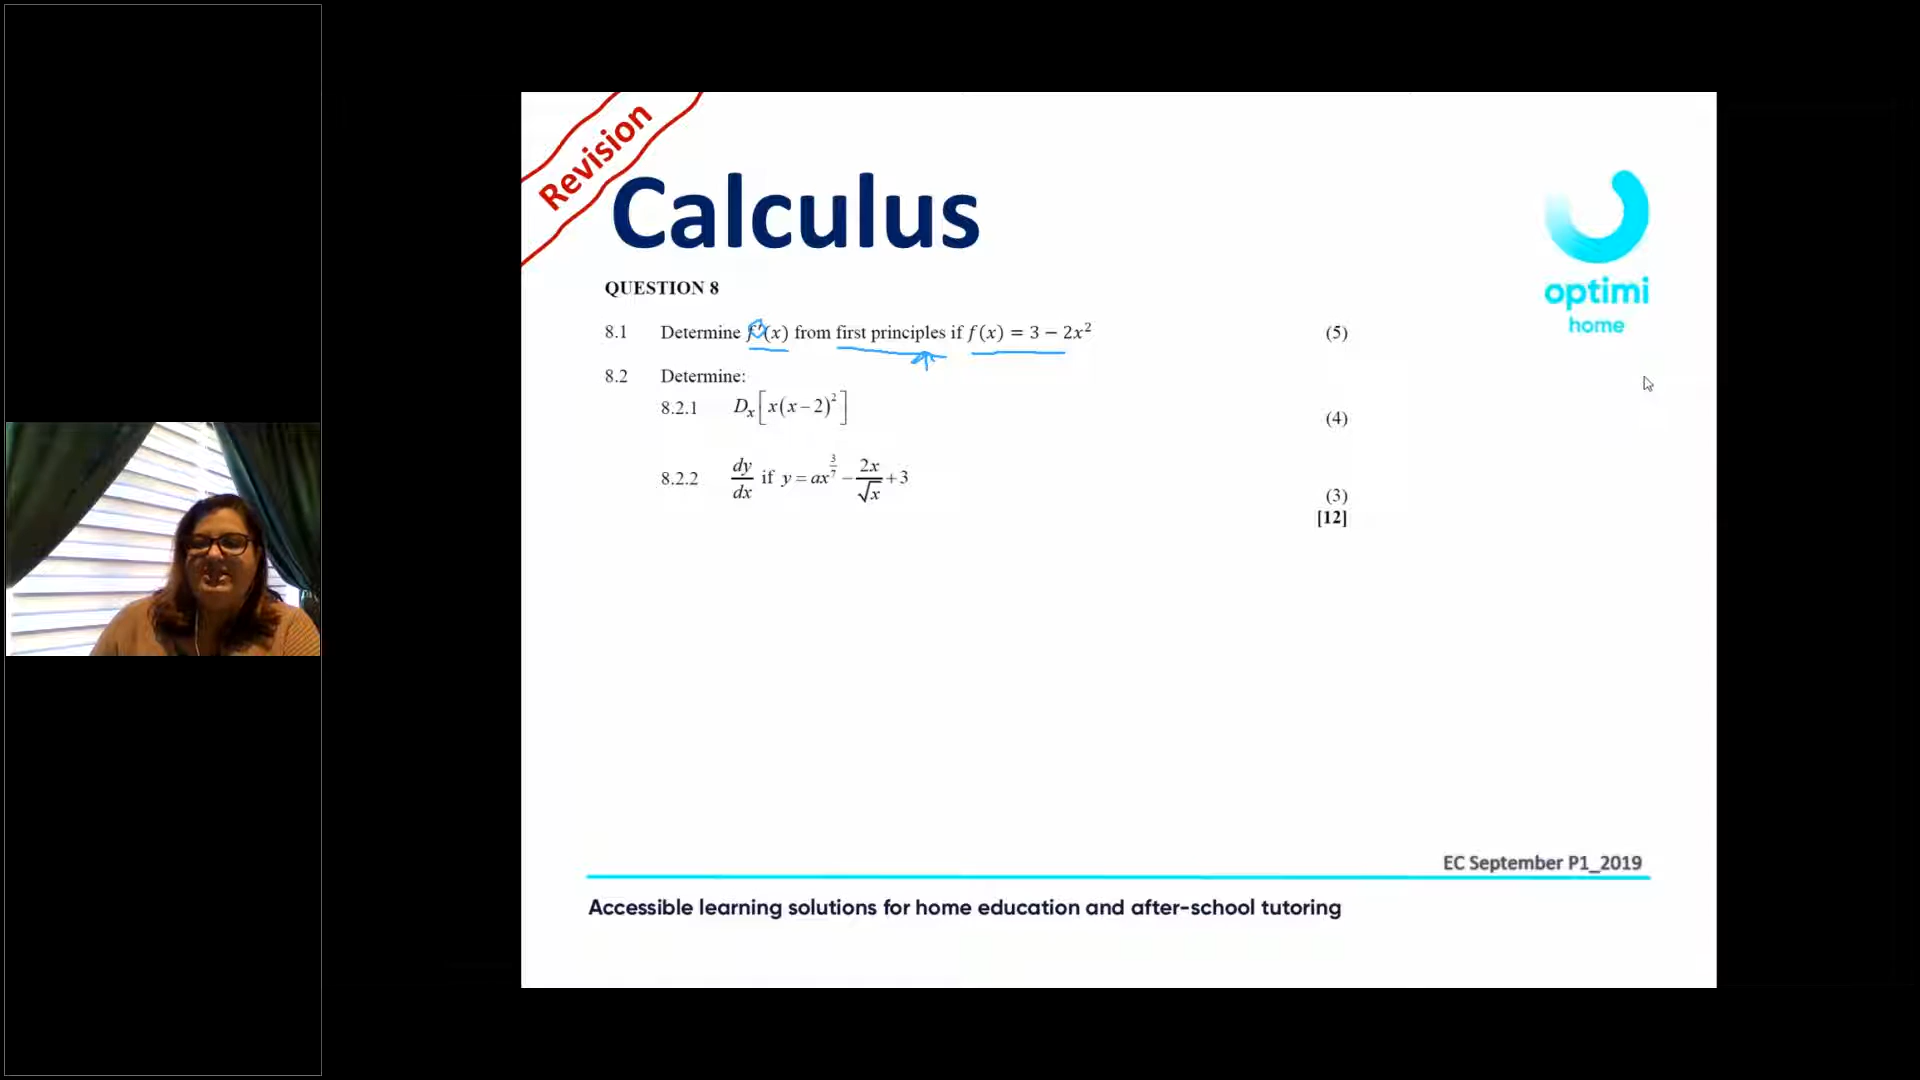 Revision
Calculus
optimi
home
QUESTION 8
8.1 Determine f'(x) from first principles if f(x) = 3 − 2x² (5)
8.2 Determine:
8.2.1 Dₓ[x(x−2)²] (4)
8.2.2 dy/dx if y = ax^(3/7) − 2x/√x + 3 (3)
[12]
EC September P1_2019
Accessible learning solutions for home education and after-school tutoring